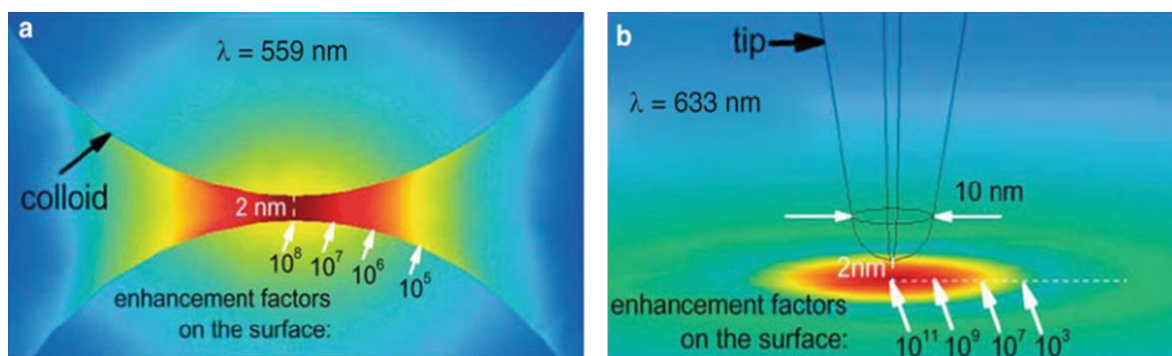 a
λ = 559 nm
colloid
2 nm
10⁸ 10⁷ 10⁶ 10⁵
enhancement factors
on the surface:
b
tip
λ = 633 nm
10 nm
2nm
enhancement factors
on the surface:
10¹¹ 10⁹ 10⁷ 10³